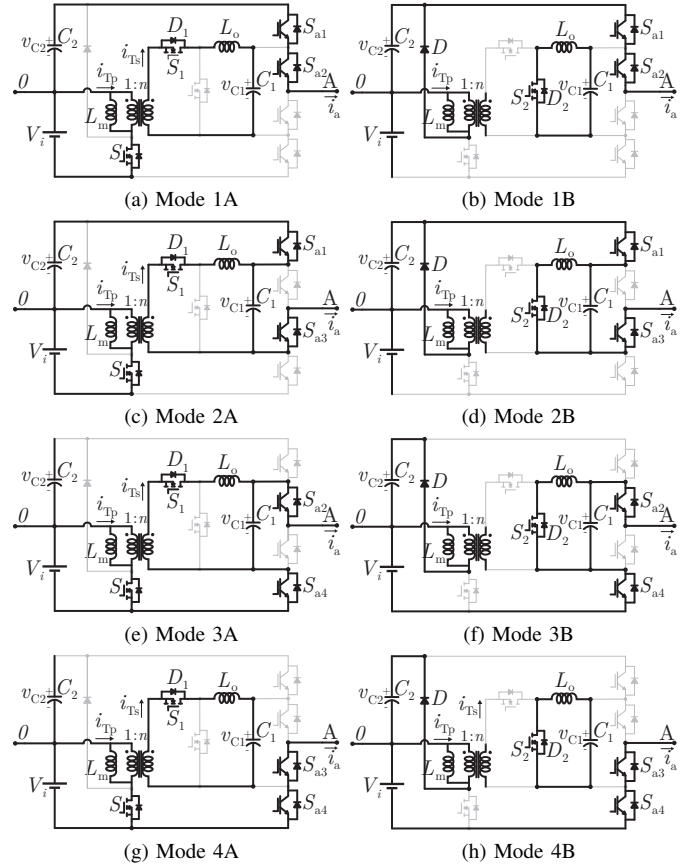 v_C2 + - C_2 D_1 L_o S_a1
i_Ts S_1 S_a2
0 i_Tp 1:n v_C1 + - C_1 A
V_i L_m S i_a
(a) Mode 1A
v_C2 + - C_2 D L_o S_a1
S_a2
0 i_Tp 1:n S_2 D_2 v_C1 + - C_1 A
V_i L_m i_a
(b) Mode 1B
v_C2 + - C_2 D_1 L_o S_a1
i_Ts S_1
0 i_Tp 1:n v_C1 + - C_1 A
V_i L_m S S_a3 i_a
(c) Mode 2A
v_C2 + - C_2 D L_o S_a1
0 i_Tp 1:n S_2 D_2 v_C1 + - C_1 A
V_i L_m S_a3 i_a
(d) Mode 2B
v_C2 + - C_2 D_1 L_o
i_Ts S_1 S_a2
0 i_Tp 1:n v_C1 + - C_1 A
V_i L_m S i_a
S_a4
(e) Mode 3A
v_C2 + - C_2 D L_o
S_a2
0 i_Tp 1:n S_2 D_2 v_C1 + - C_1 A
V_i L_m i_a
S_a4
(f) Mode 3B
v_C2 + - C_2 D_1 L_o
i_Ts S_1
0 i_Tp 1:n v_C1 + - C_1 A
V_i L_m S S_a3 i_a
S_a4
(g) Mode 4A
v_C2 + - C_2 D L_o
i_Ts
0 i_Tp 1:n S_2 D_2 v_C1 + - C_1 A
V_i L_m S_a3 i_a
S_a4
(h) Mode 4B